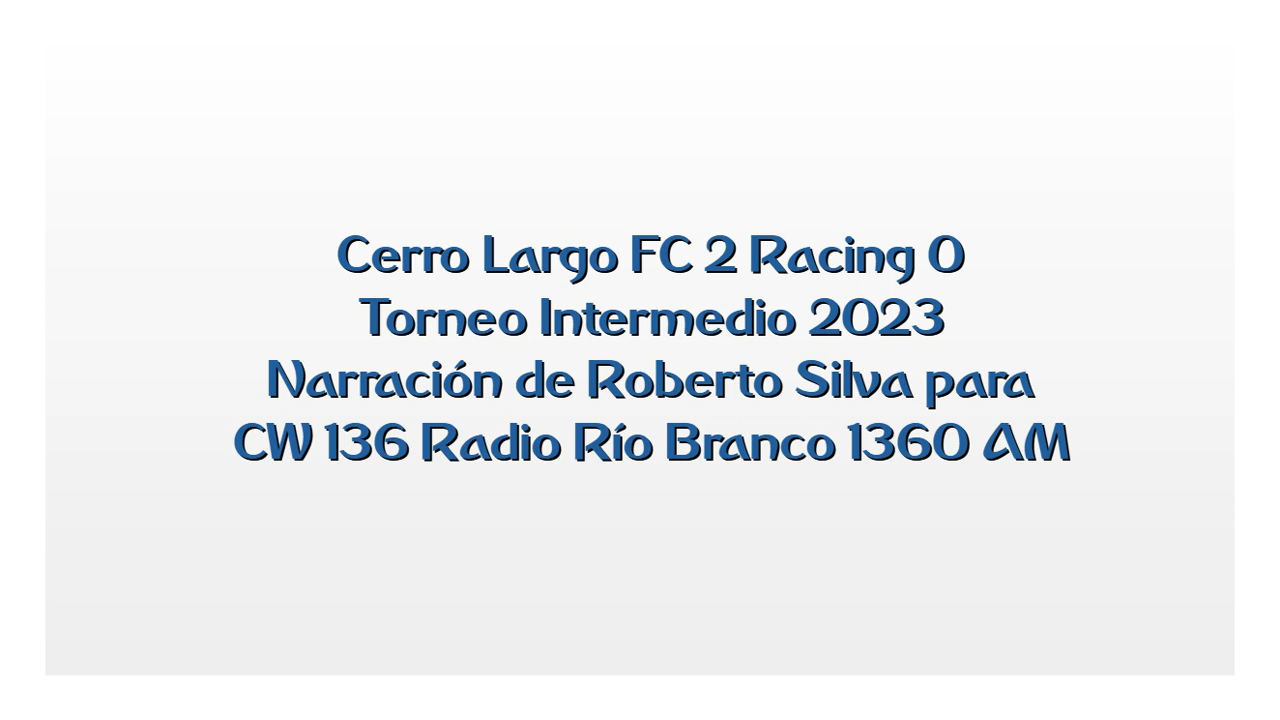 Cerro Largo FC 2 Racing 0
Torneo Intermedio 2023
Narración de Roberto Silva para
CW 136 Radio Río Branco 1360 AM